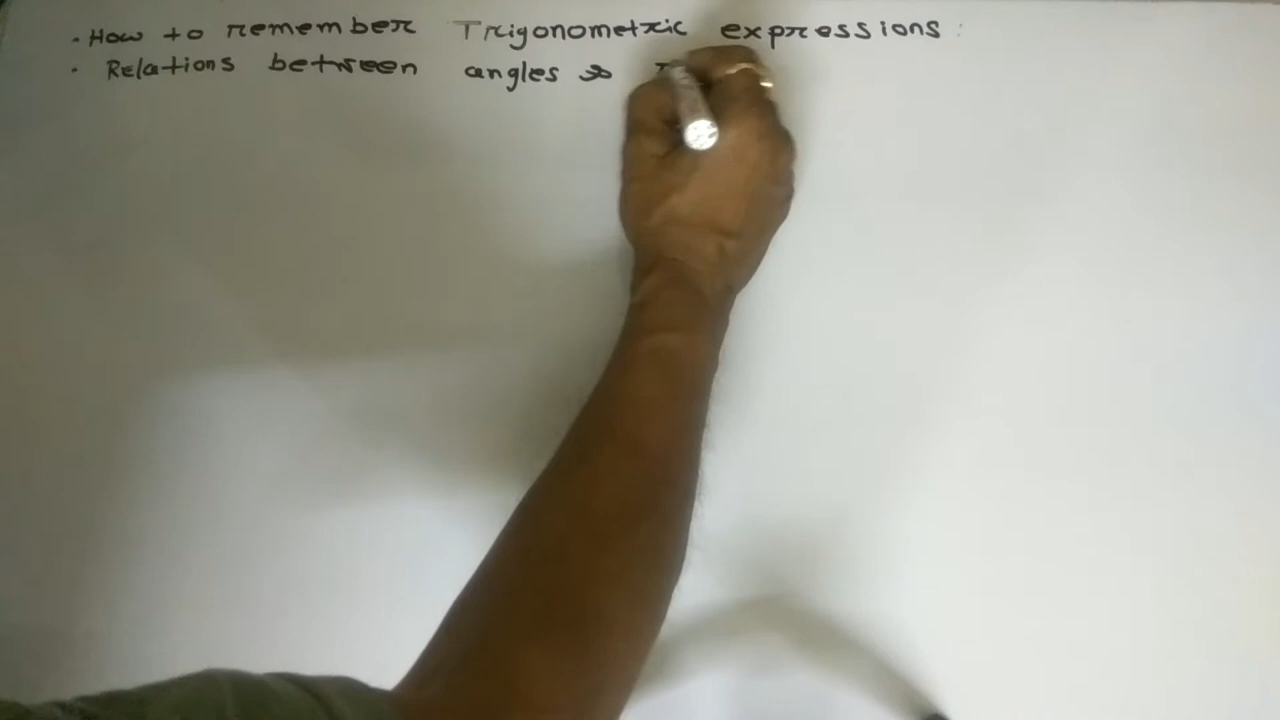 · How to remember Trigonometric expressions :
· Relations between angles &